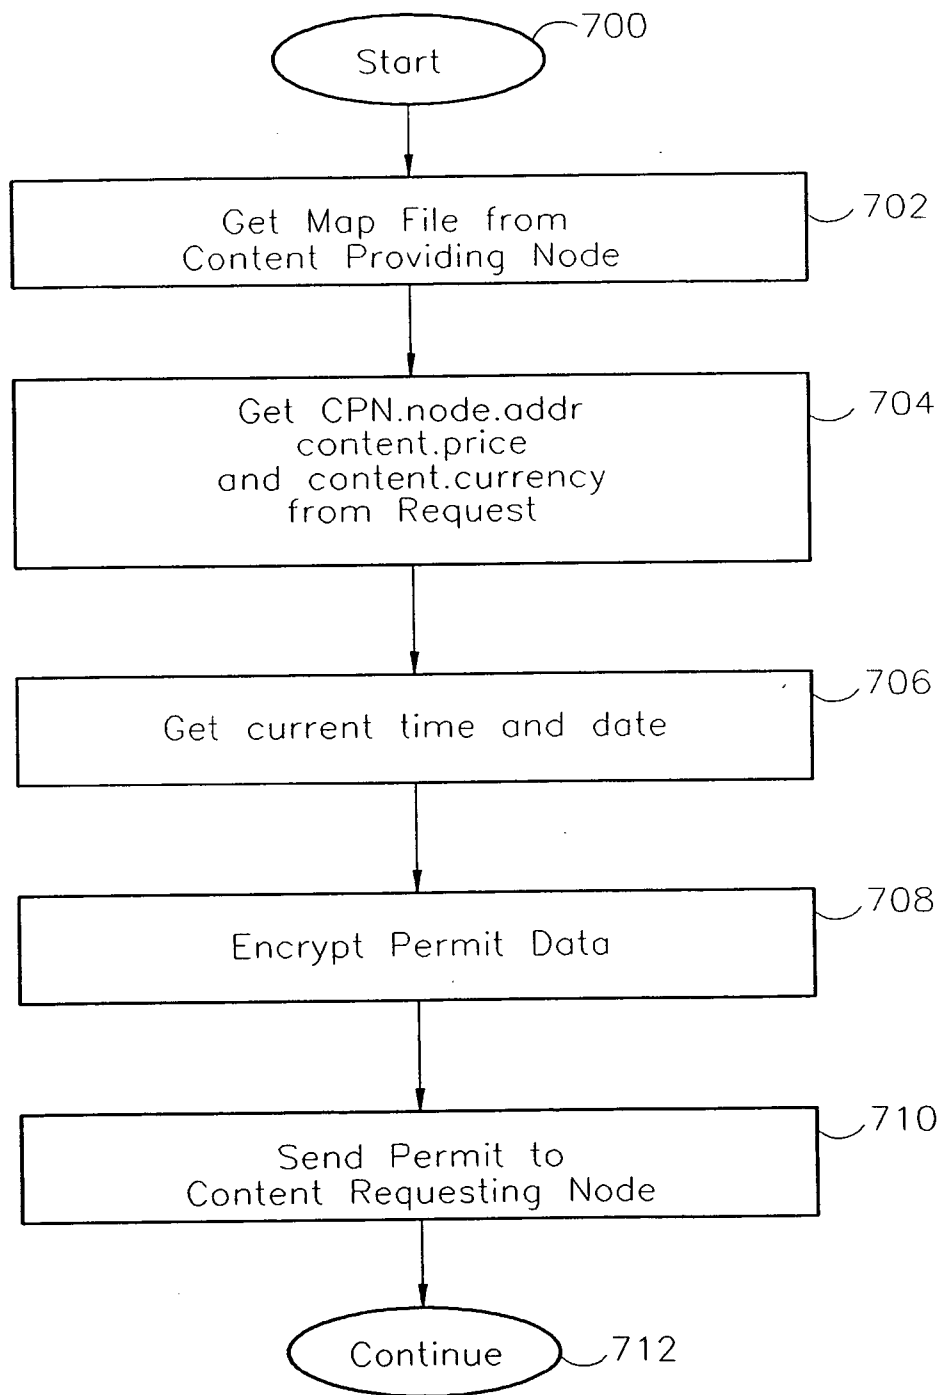 700
Start
702
Get Map File from
Content Providing Node
704
Get CPN.node.addr
content.price
and content.currency
from Request
706
Get current time and date
708
Encrypt Permit Data
710
Send Permit to
Content Requesting Node
Continue
712